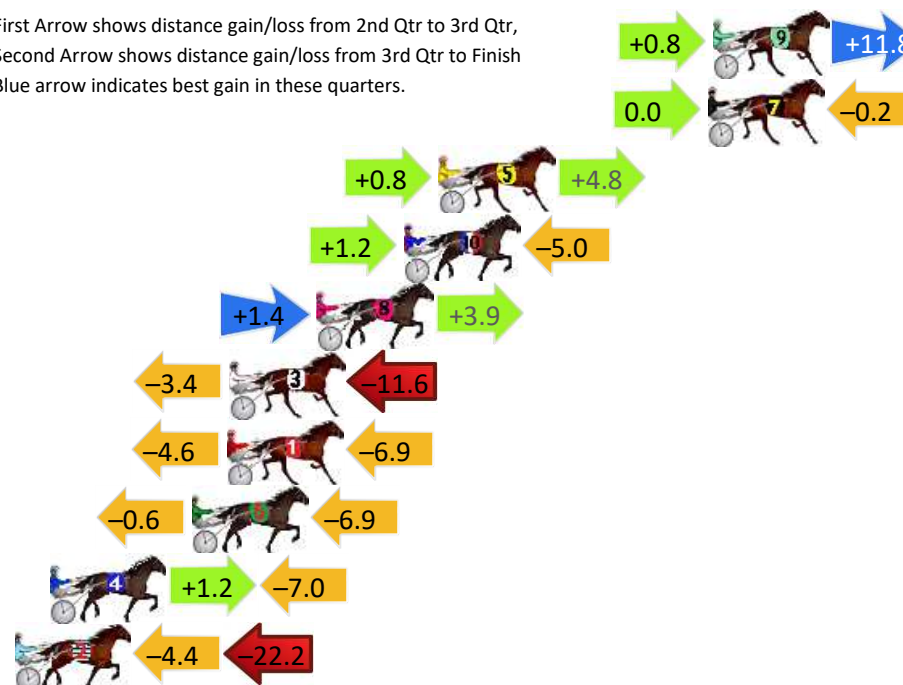 First Arrow shows distance gain/loss from 2nd Qtr to 3rd Qtr,
Second Arrow shows distance gain/loss from 3rd Qtr to Finish
Blue arrow indicates best gain in these quarters.
+0.8 9 +11.8
0.0 7 –0.2
+0.8 5 +4.8
+1.2 10 –5.0
+1.4 8 +3.9
–3.4 3 –11.6
–4.6 1 –6.9
–0.6 6 –6.9
4 +1.2 –7.0
2 –4.4 –22.2